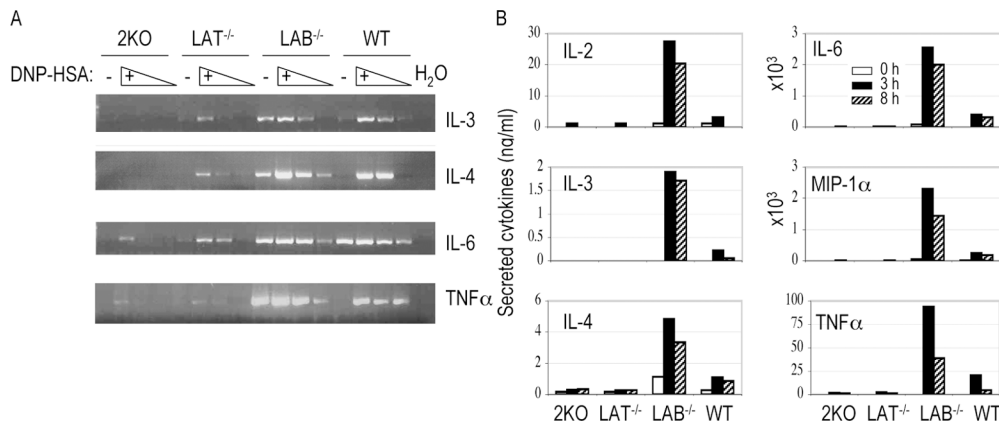 A
2KO LAT-/- LAB-/- WT
DNP-HSA: - + - + - + - + H2O
IL-3
IL-4
IL-6
TNFα
B
Secreted cvtokines (na/ml)
30
20
10
0
IL-2
2
1.5
1
0.5
0
IL-3
6
4
2
0
IL-4
2KO LAT-/- LAB-/- WT
x10³
3
2
1
0
IL-6
0 h
3 h
8 h
x10³
3
2
1
0
MIP-1α
100
75
50
25
0
TNFα
2KO LAT-/- LAB-/- WT